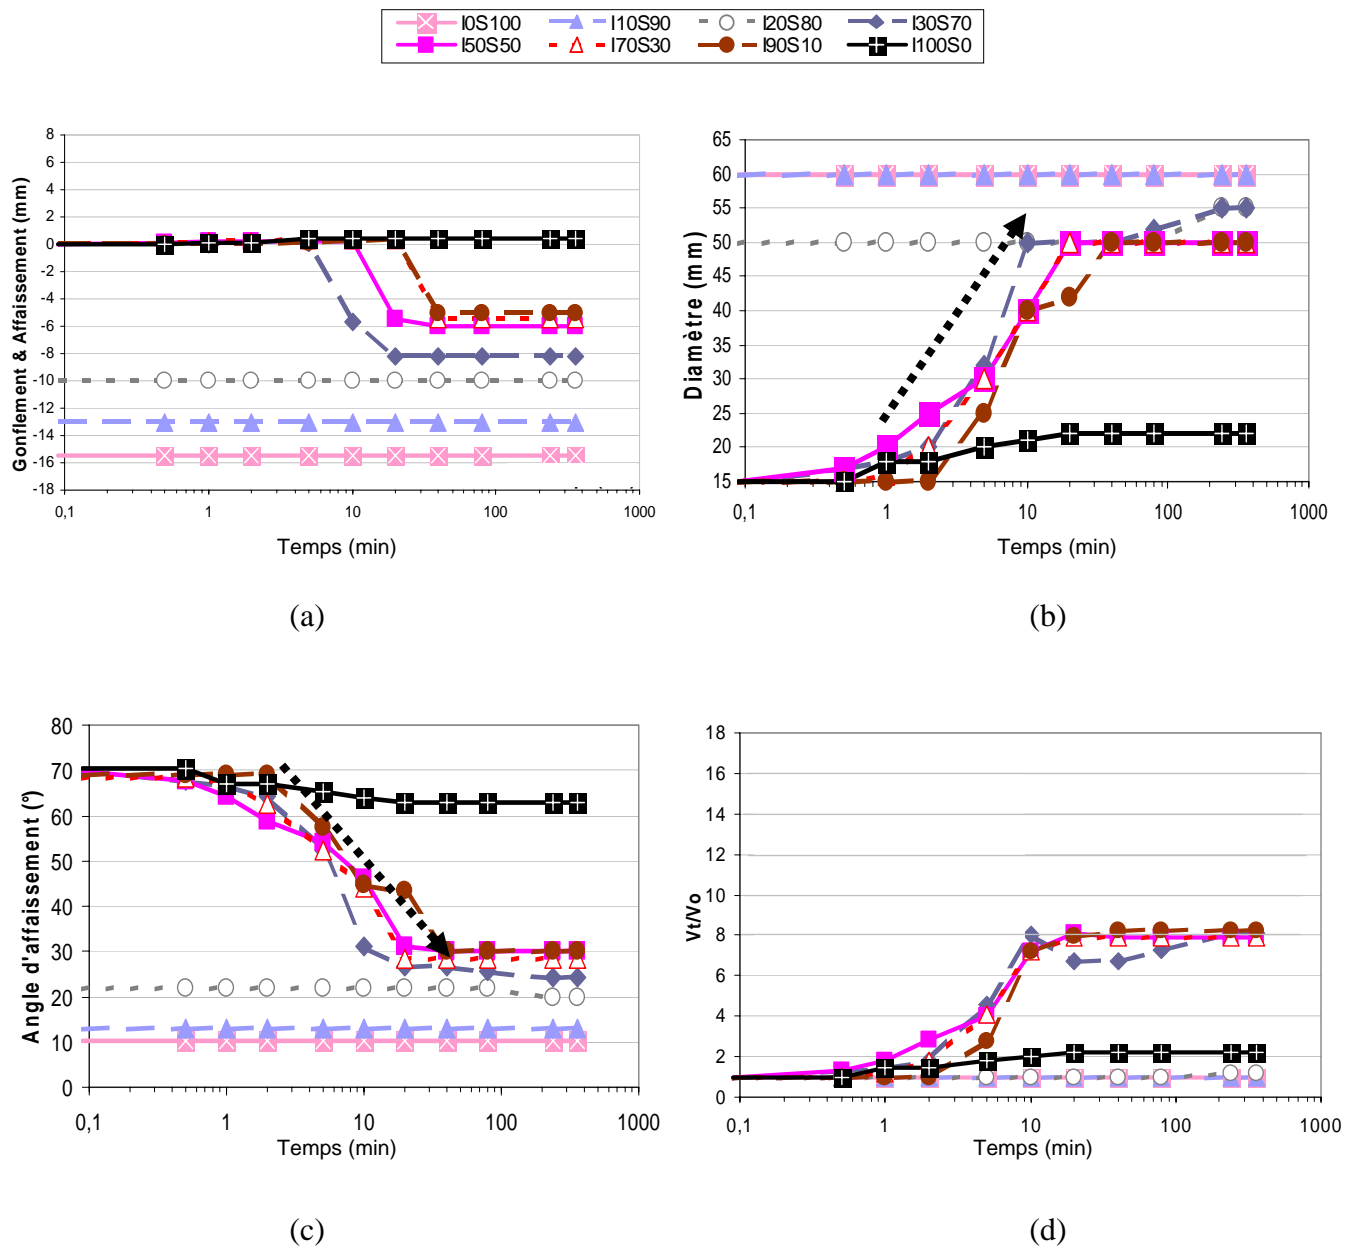 I0S100 I10S90 I20S80 I30S70
I50S50 I70S30 I90S10 I100S0
Gonflement & Affaissement (mm)
8
6
4
2
0
-2
-4
-6
-8
-10
-12
-14
-16
-18
0,1 1 10 100 1000
Temps (min)
(a)
Diamètre (mm)
65
60
55
50
45
40
35
30
25
20
15
0,1 1 10 100 1000
Temps (min)
(b)
Angle d'affaissement (°)
80
70
60
50
40
30
20
10
0
0,1 1 10 100 1000
Temps (min)
(c)
Vt/Vo
18
16
14
12
10
8
6
4
2
0
0,1 1 10 100 1000
Temps (min)
(d)